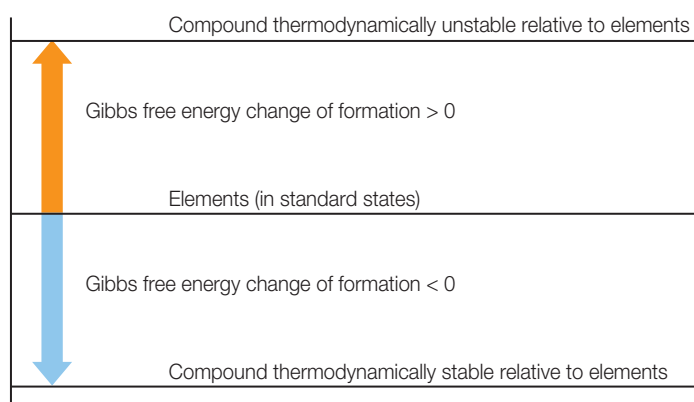 Compound thermodynamically unstable relative to elements
Gibbs free energy change of formation > 0
Elements (in standard states)
Gibbs free energy change of formation < 0
Compound thermodynamically stable relative to elements